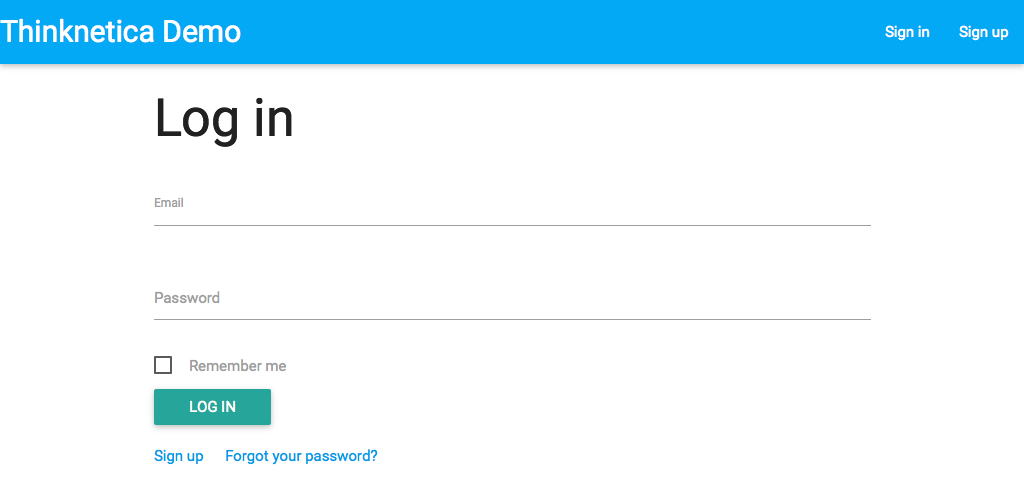 Thinknetica Demo Sign in Sign up
Log in
Email
Password
Remember me
LOG IN
Sign up Forgot your password?